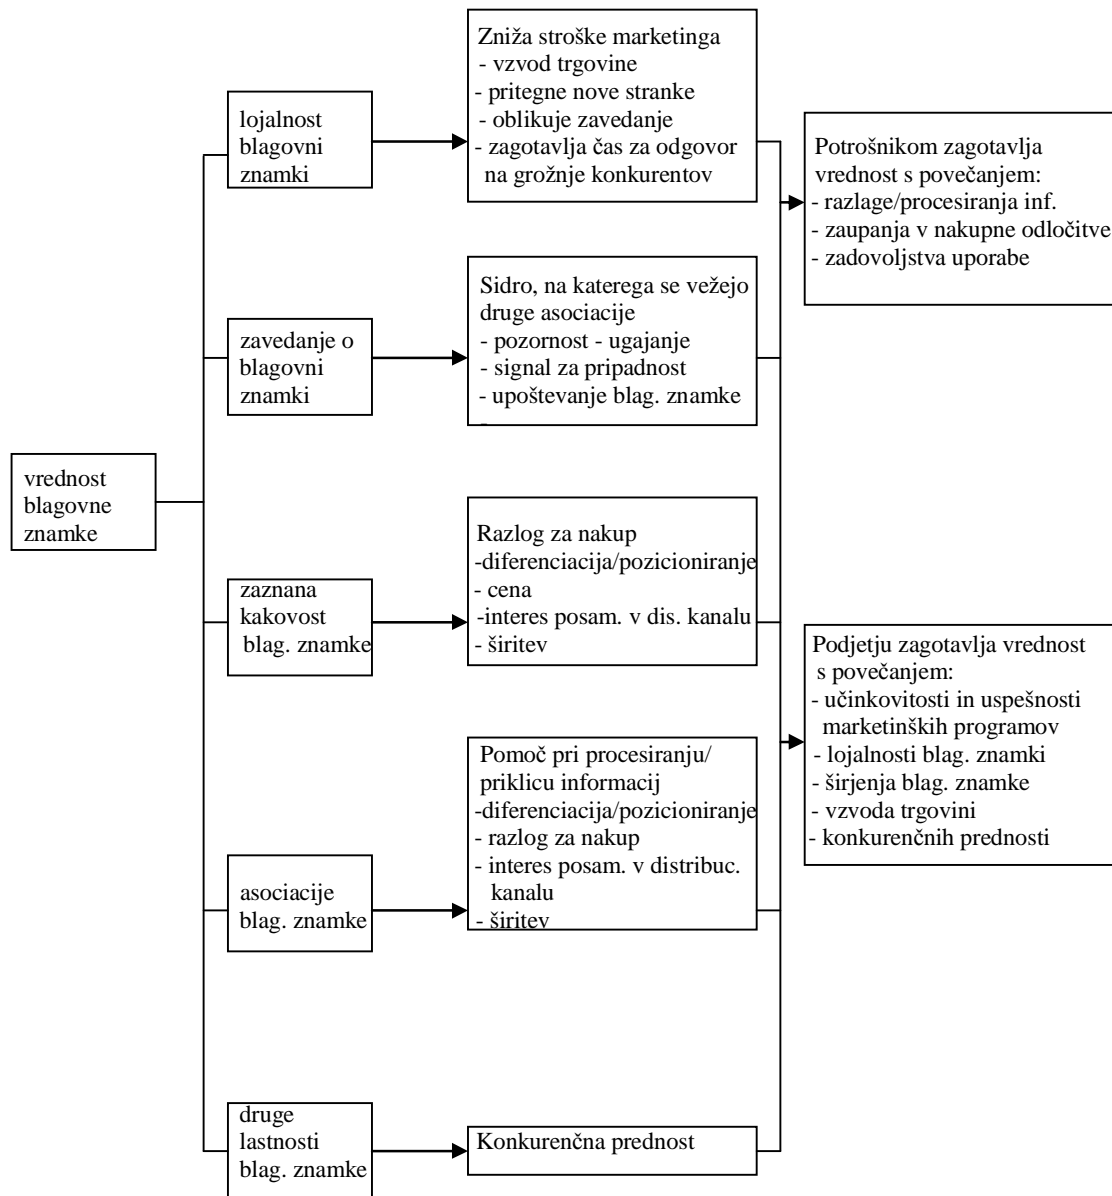 vrednost
blagovne
znamke
lojalnost
blagovni
znamki
zavedanje o
blagovni
znamki
zaznana
kakovost
blag. znamke
asociacije
blag. znamke
druge
lastnosti
blag. znamke
Zniža stroške marketinga
- vzvod trgovine
- pritegne nove stranke
- oblikuje zavedanje
- zagotavlja čas za odgovor
na grožnje konkurentov
Sidro, na katerega se vežejo
druge asociacije
- pozornost - ugajanje
- signal za pripadnost
- upoštevanje blag. znamke
-
Razlog za nakup
-diferenciacija/pozicioniranje
- cena
-interes posam. v dis. kanalu
- širitev
Pomoč pri procesiranju/
priklicu informacij
-diferenciacija/pozicioniranje
- razlog za nakup
- interes posam. v distribuc.
kanalu
- širitev
Konkurenčna prednost
Potrošnikom zagotavlja
vrednost s povečanjem:
- razlage/procesiranja inf.
- zaupanja v nakupne odločitve
- zadovoljstva uporabe
Podjetju zagotavlja vrednost
s povečanjem:
- učinkovitosti in uspešnosti
marketinških programov
- lojalnosti blag. znamki
- širjenja blag. znamke
- vzvoda trgovini
- konkurenčnih prednosti